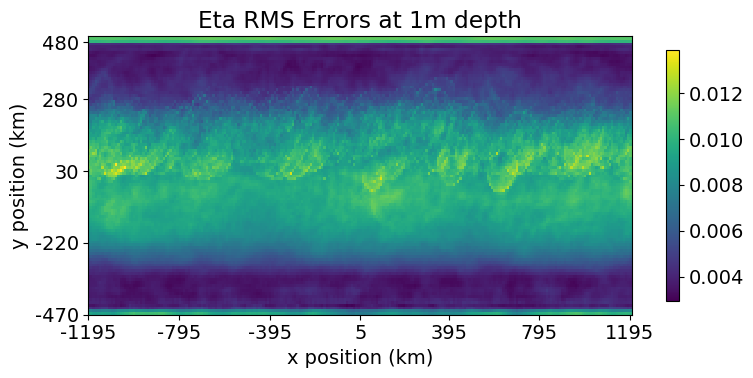 Eta RMS Errors at 1m depth
y position (km)
480
280
30
-220
-470
-1195 -795 -395 5 395 795 1195
x position (km)
0.012
0.010
0.008
0.006
0.004